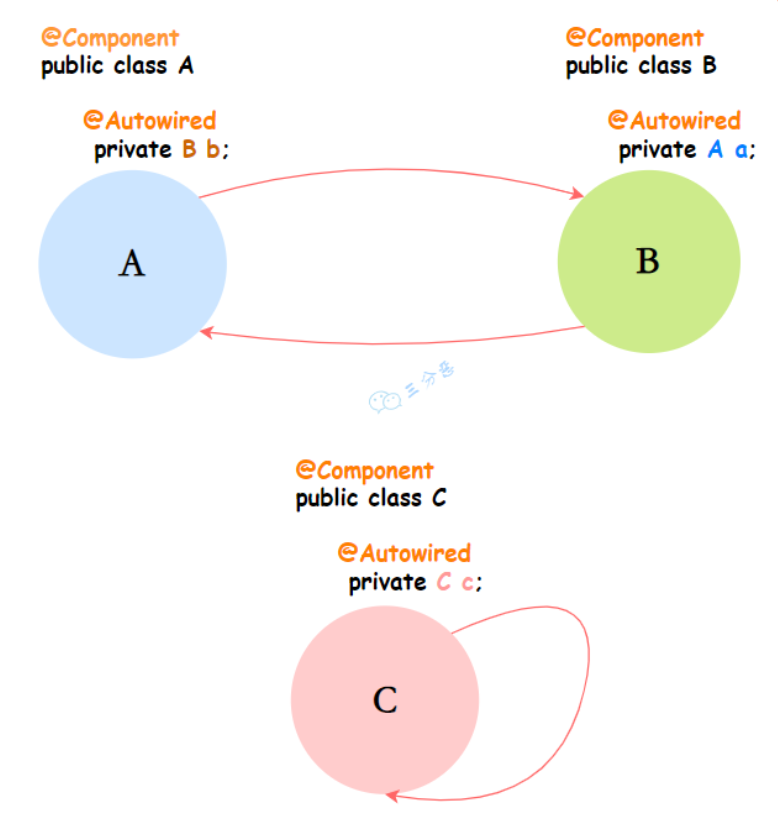 @Component
public class A
@Autowired
private B b;
A
@Component
public class B
@Autowired
private A a;
B
三分恶
@Component
public class C
@Autowired
private C c;
C